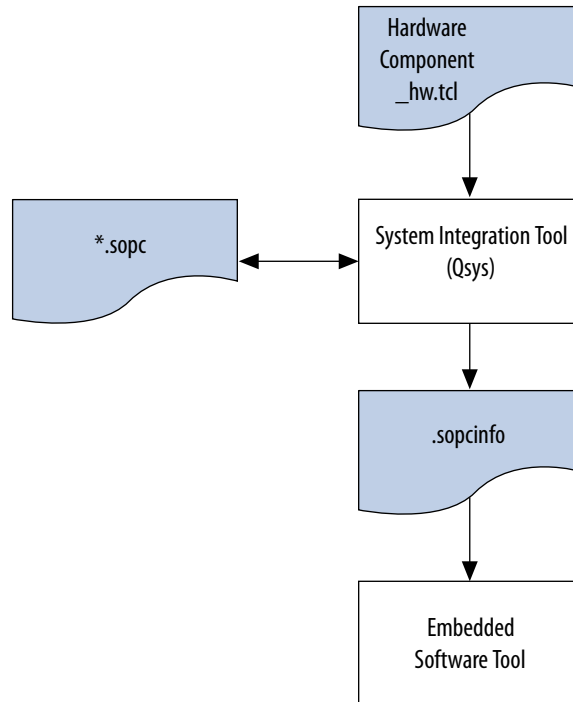 Hardware
Component
_hw.tcl
*.sopc
System Integration Tool
(Qsys)
.sopcinfo
Embedded
Software Tool